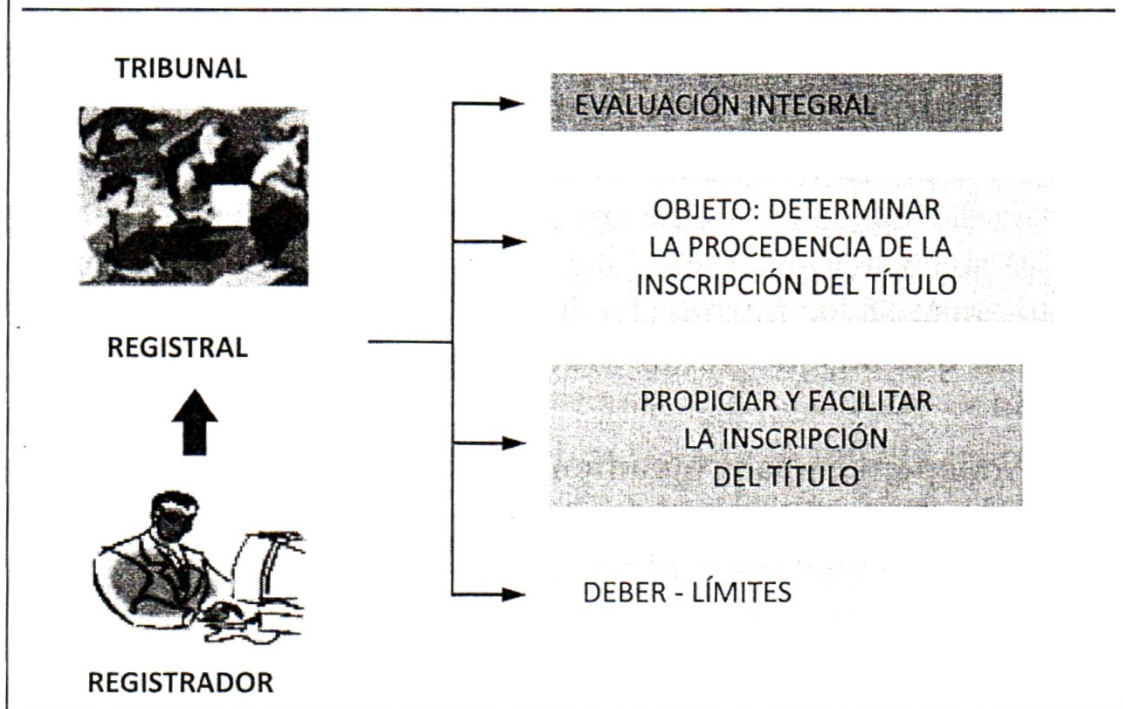 TRIBUNAL
REGISTRAL
REGISTRADOR
EVALUACIÓN INTEGRAL
OBJETO: DETERMINAR
LA PROCEDENCIA DE LA
INSCRIPCIÓN DEL TÍTULO
PROPICIAR Y FACILITAR
LA INSCRIPCIÓN
DEL TÍTULO
DEBER - LÍMITES